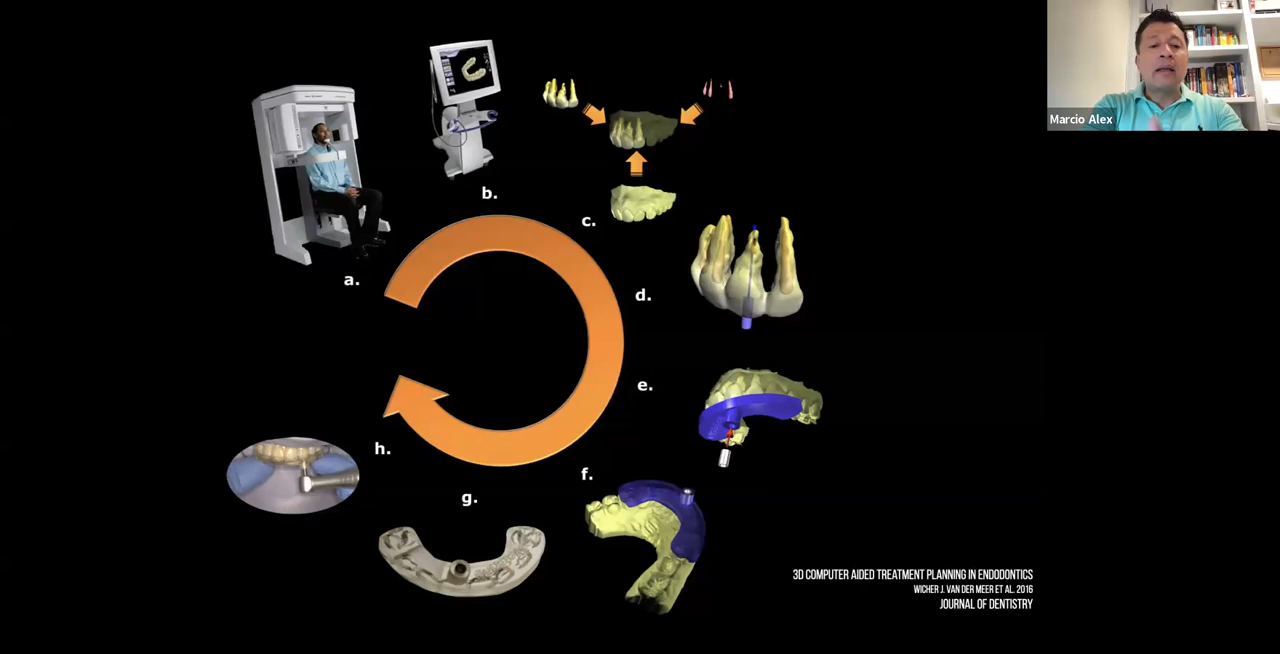 Marcio Alex
b.
c.
a.
d.
e.
h.
f.
g.
3D COMPUTER AIDED TREATMENT PLANNING IN ENDODONTICS
WICHER J. VAN DER MEER ET AL. 2016
JOURNAL OF DENTISTRY